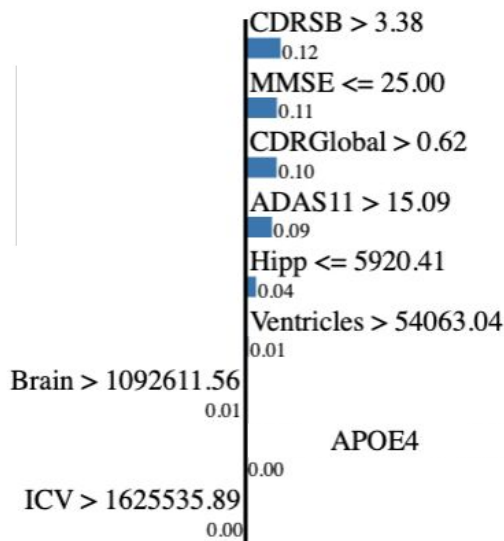 CDRSB > 3.38
0.12
MMSE <= 25.00
0.11
CDRGlobal > 0.62
0.10
ADAS11 > 15.09
0.09
Hipp <= 5920.41
0.04
Ventricles > 54063.04
0.01
Brain > 1092611.56
0.01
APOE4
0.00
ICV > 1625535.89
0.00